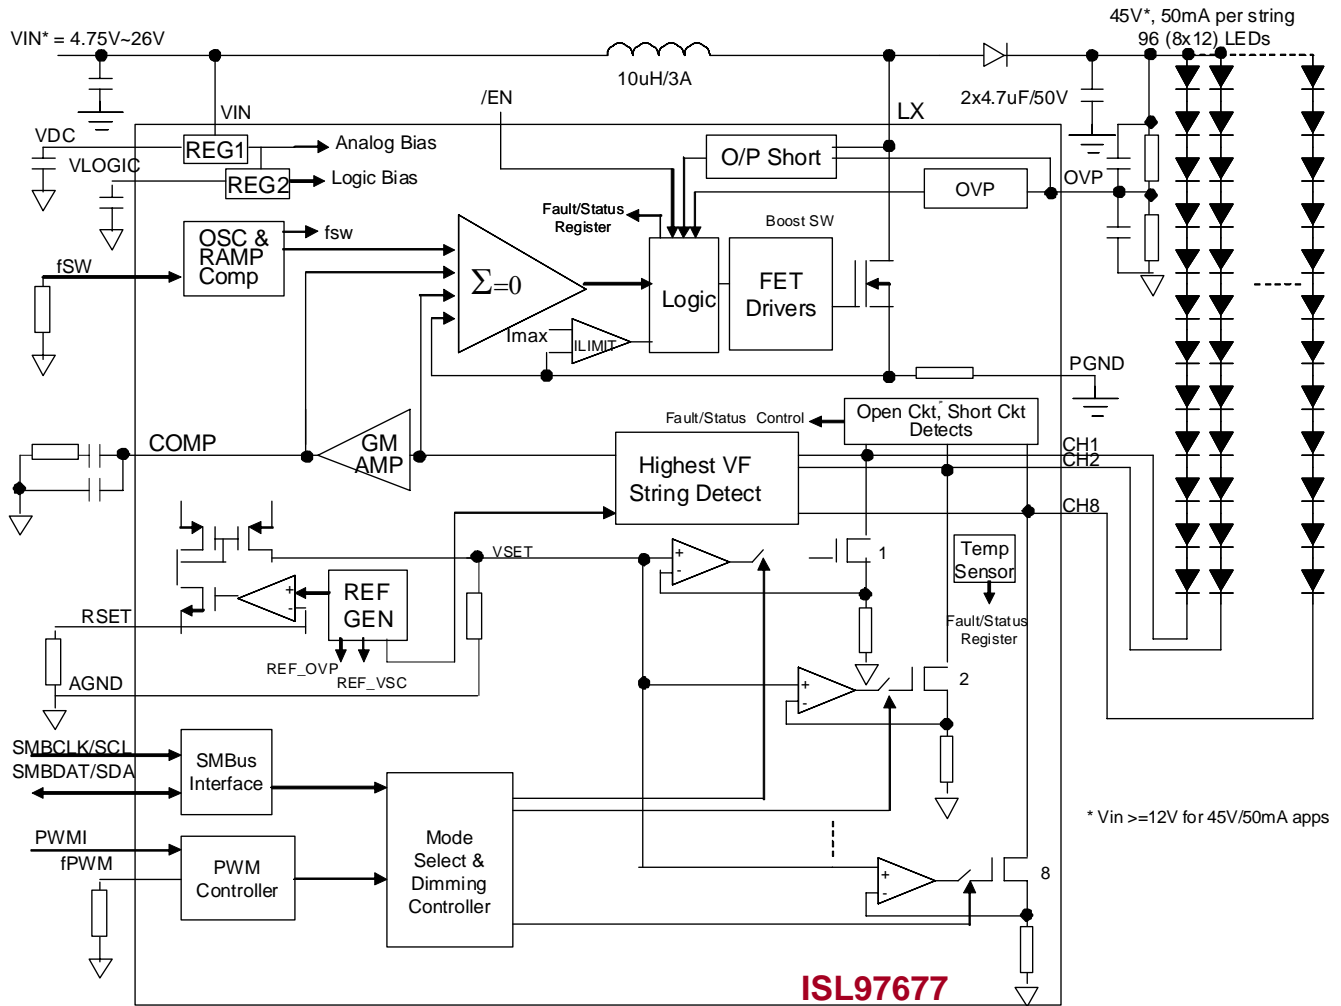 45V*, 50mA per string
96 (8x12) LEDs
VIN* = 4.75V~26V
10uH/3A
/EN
2x4.7uF/50V
VIN
LX
VDC
REG1
Analog Bias
O/P Short
VLOGIC
REG2
Logic Bias
OVP
OVP
Fault/Status
Register
Boost SW
OSC &
RAMP
Comp
fsw
fSW
Σ=0
Logic
FET
Drivers
Imax
ILIMIT
PGND
Fault/Status Control
Open Ckt, Short Ckt
Detects
COMP
GM
AMP
Highest VF
String Detect
CH1
CH2
CH8
VSET
+
-
1
Temp
Sensor
REF
GEN
+
-
RSET
Fault/Status
Register
REF_OVP
REF_VSC
AGND
+
-
2
SMBCLK/SCL
SMBDAT/SDA
SMBus
Interface
* Vin >=12V for 45V/50mA apps
PWMI
fPWM
PWM
Controller
Mode
Select &
Dimming
Controller
+
-
8
ISL97677